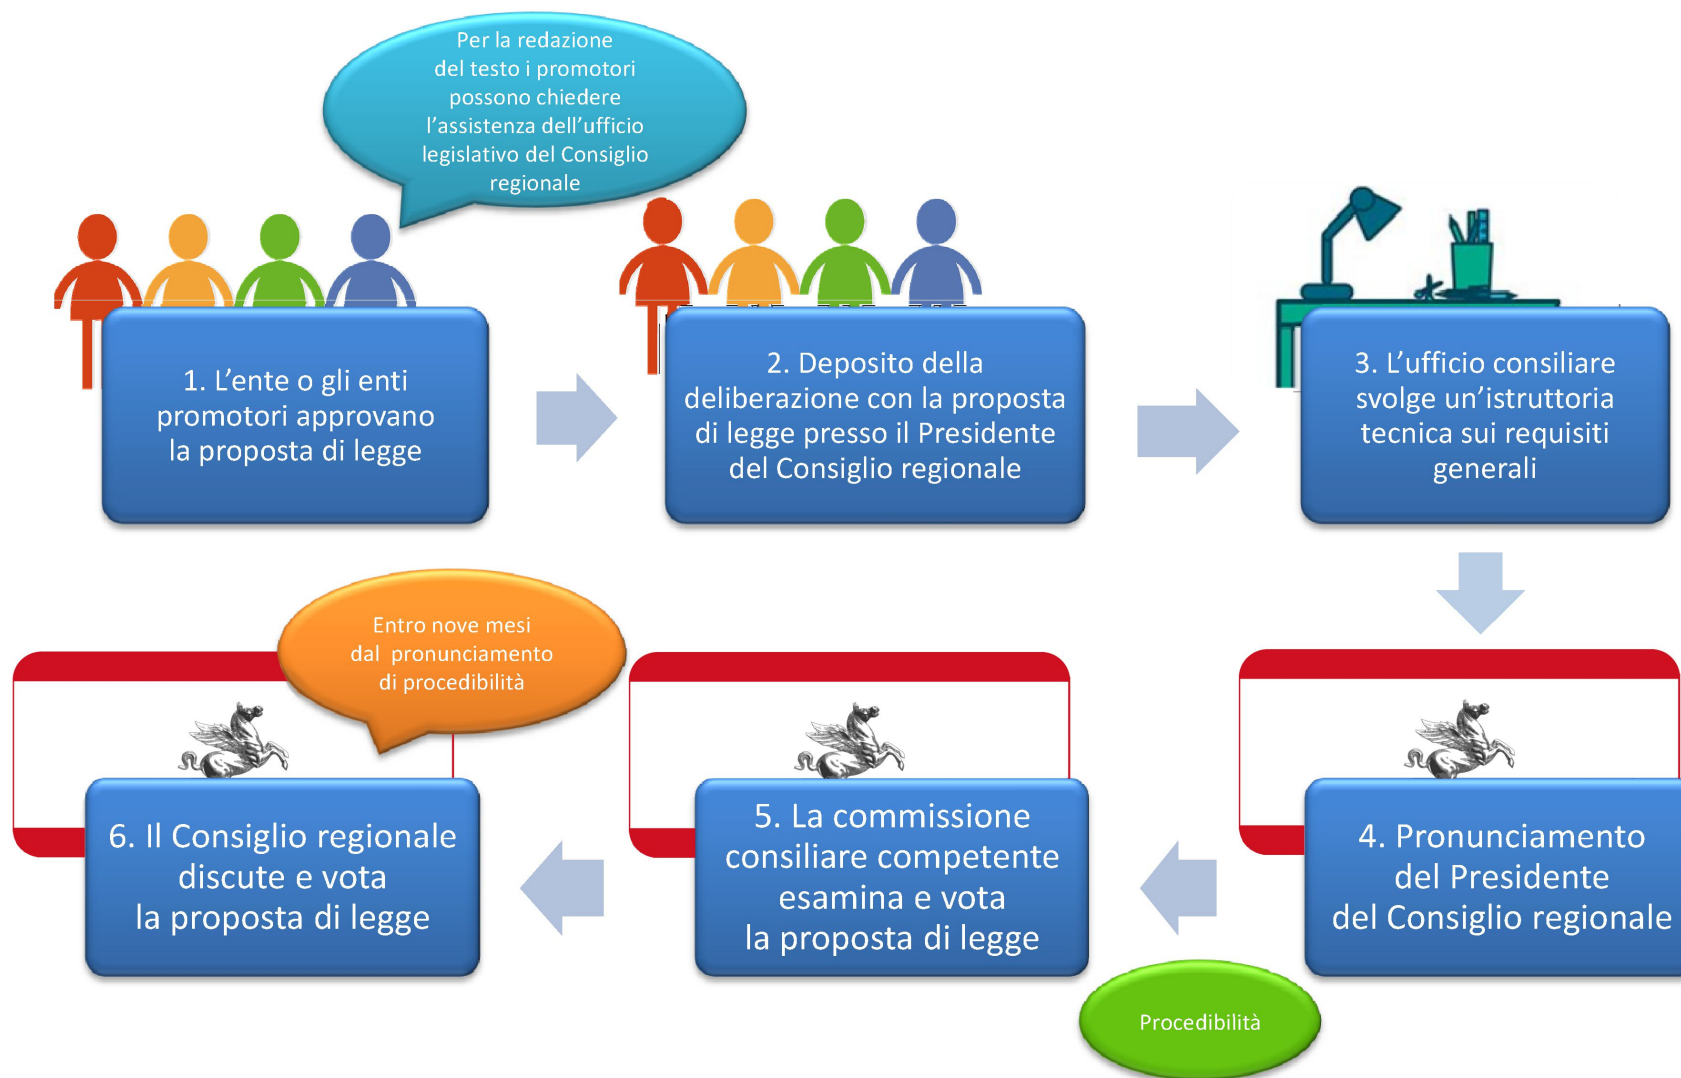 Per la redazione
del testo i promotori
possono chiedere
l’assistenza dell’ufficio
legislativo del Consiglio
regionale
1. L’ente o gli enti
promotori approvano
la proposta di legge
2. Deposito della
deliberazione con la proposta
di legge presso il Presidente
del Consiglio regionale
3. L’ufficio consiliare
svolge un’istruttoria
tecnica sui requisiti
generali
4. Pronunciamento
del Presidente
del Consiglio regionale
Procedibilità
5. La commissione
consiliare competente
esamina e vota
la proposta di legge
Entro nove mesi
dal  pronunciamento
di procedibilità
6. Il Consiglio regionale
discute e vota
la proposta di legge